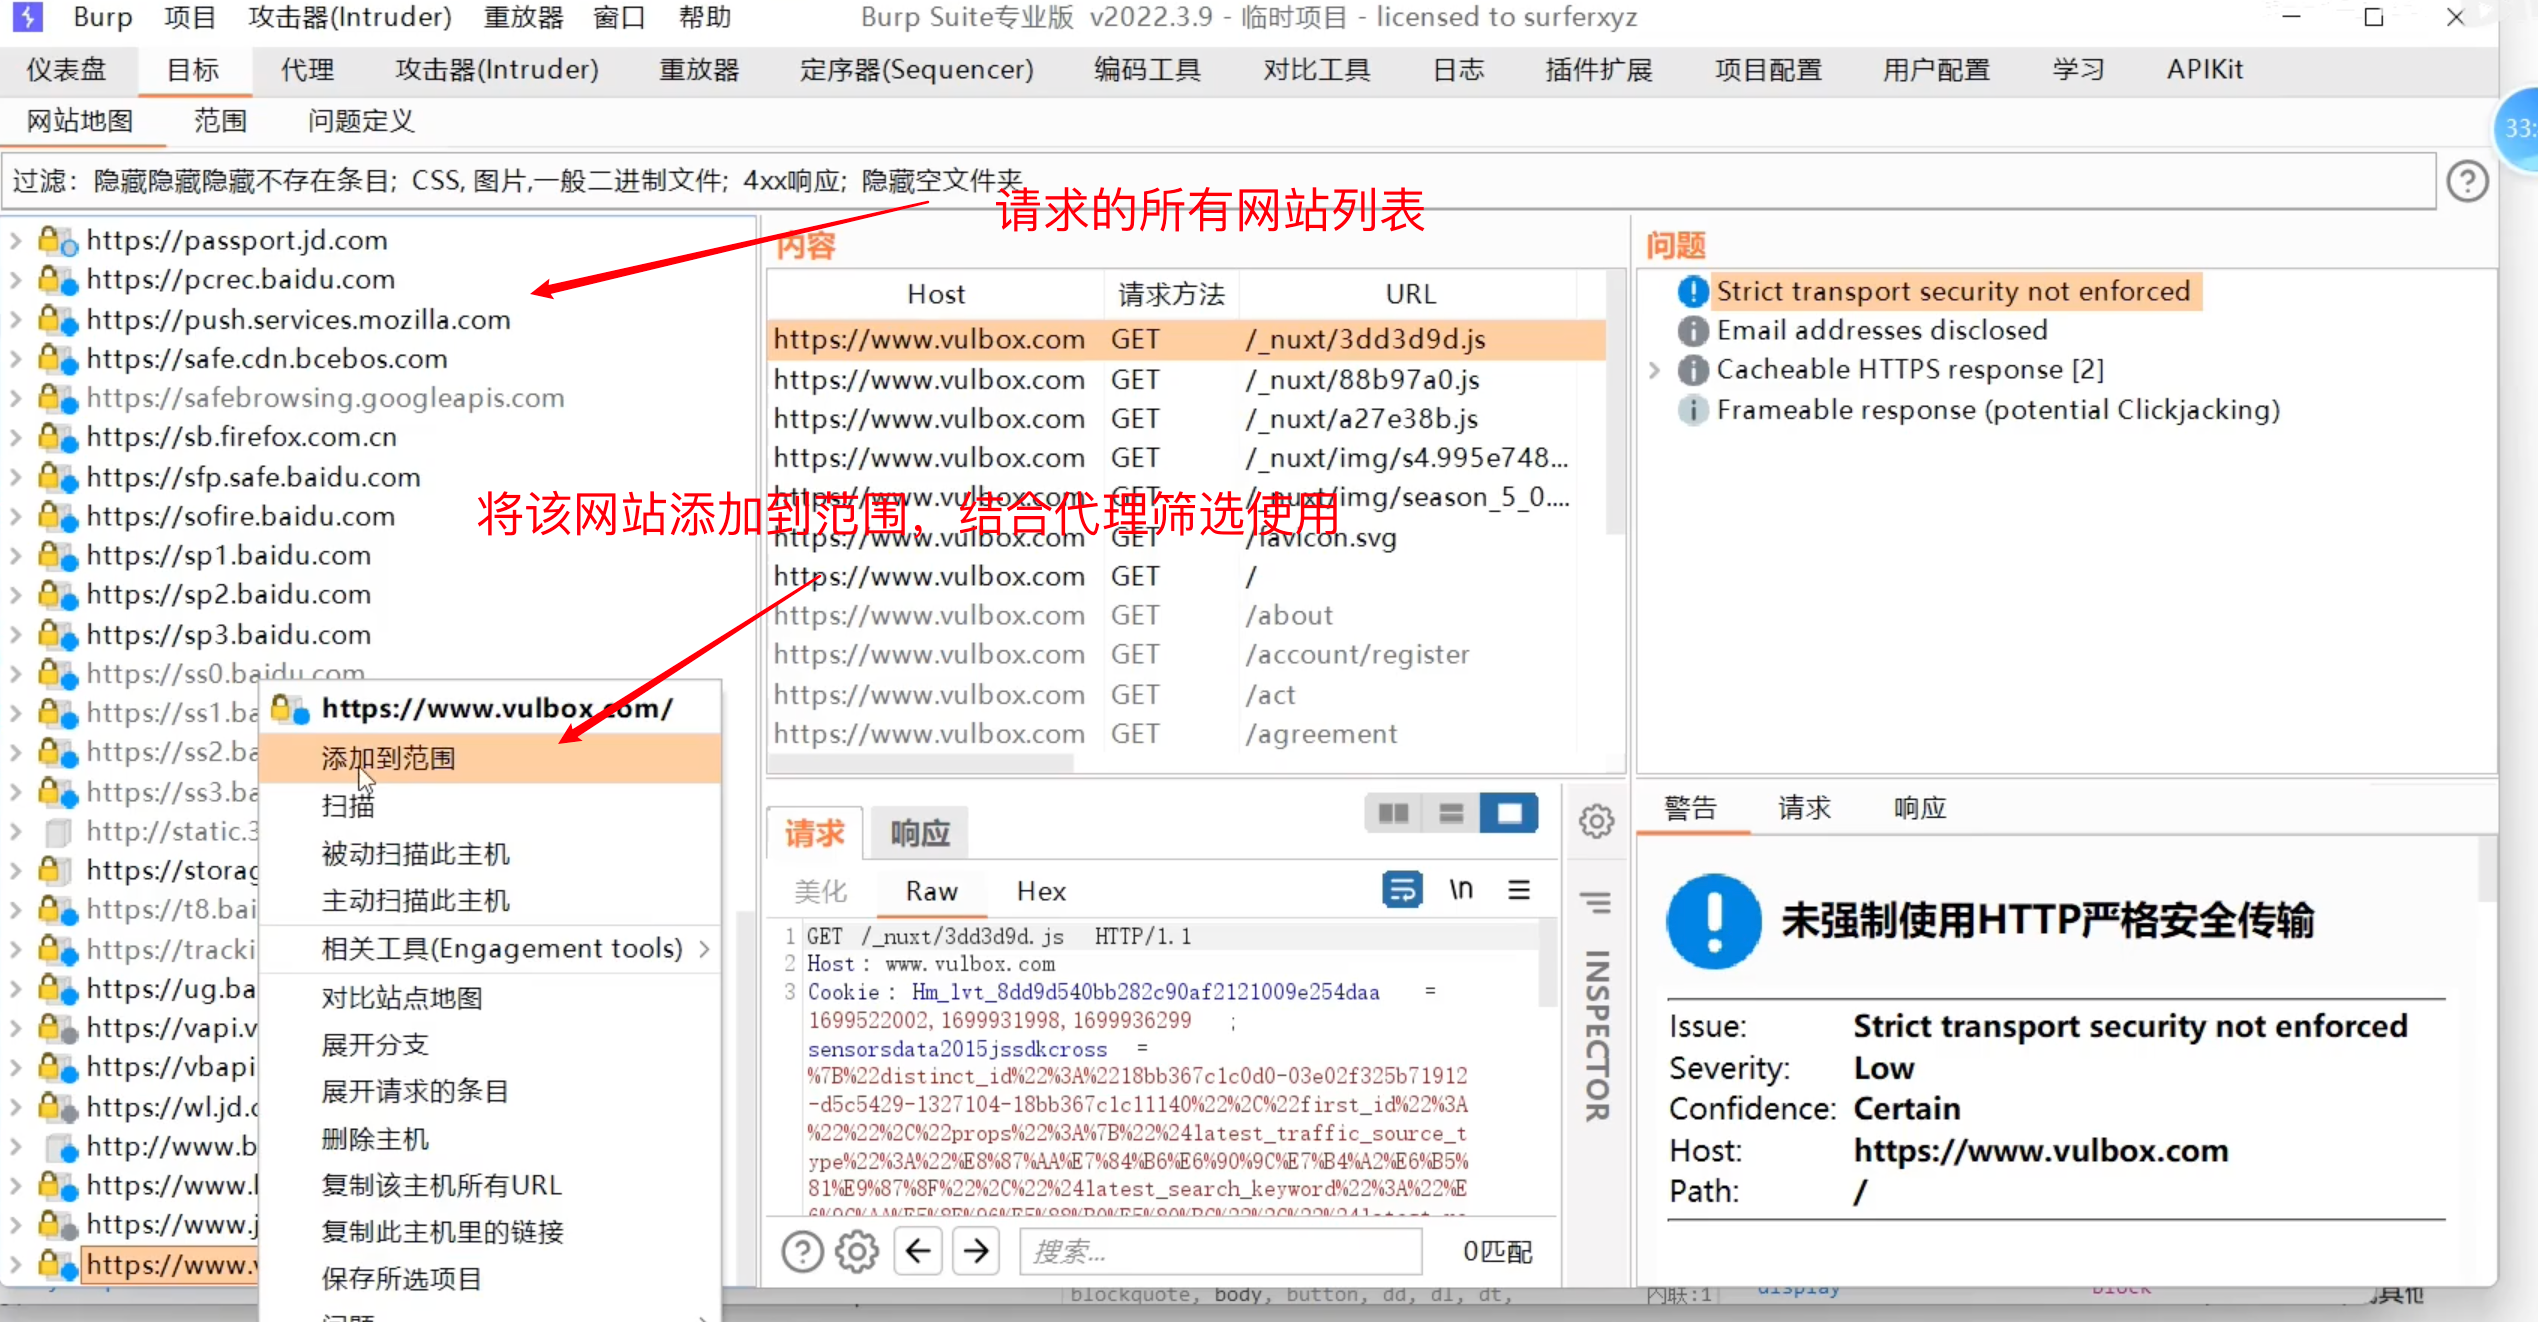 Burp 项目 攻击器(Intruder) 重放器 窗口 帮助 Burp Suite专业版 v2022.3.9 - 临时项目 - licensed to surferxyz
仪表盘 目标 代理 攻击器(Intruder) 重放器 定序器(Sequencer) 编码工具 对比工具 日志 插件扩展 项目配置 用户配置 学习 APIKit
网站地图 范围 问题定义
33:
过滤：隐藏隐藏隐藏不存在条目; CSS, 图片,一般二进制文件; 4xx响应; 隐藏空文件夹
请求的所有网站列表
https://passport.jd.com
https://pcrec.baidu.com
https://push.services.mozilla.com
https://safe.cdn.bcebos.com
https://safebrowsing.googleapis.com
https://sb.firefox.com.cn
https://sfp.safe.baidu.com
https://sofire.baidu.com
https://sp1.baidu.com
https://sp2.baidu.com
https://sp3.baidu.com
https://ss0.baidu.com
https://ss1.ba
https://ss2.ba
https://ss3.ba
http://static.3
https://storag
https://t8.bai
https://tracki
https://ug.ba
https://vapi.v
https://vbapi
https://wl.jd.c
http://www.b
https://www.l
https://www.j
https://www.v
将该网站添加到范围，结合代理筛选使用
https://www.vulbox.com/
添加到范围
扫描
被动扫描此主机
主动扫描此主机
相关工具(Engagement tools)
对比站点地图
展开分支
展开请求的条目
删除主机
复制该主机所有URL
复制此主机里的链接
保存所选项目
问题
内容
Host 请求方法 URL
https://www.vulbox.com GET /_nuxt/3dd3d9d.js
https://www.vulbox.com GET /_nuxt/88b97a0.js
https://www.vulbox.com GET /_nuxt/a27e38b.js
https://www.vulbox.com GET /_nuxt/img/s4.995e748...
https://www.vulbox.com GET /_nuxt/img/season_5_0....
https://www.vulbox.com GET /favicon.svg
https://www.vulbox.com GET /
https://www.vulbox.com GET /about
https://www.vulbox.com GET /account/register
https://www.vulbox.com GET /act
https://www.vulbox.com GET /agreement
请求 响应
美化 Raw Hex \n
1 GET /_nuxt/3dd3d9d.js HTTP/1.1
2 Host: www.vulbox.com
3 Cookie: Hm_lvt_8dd9d540bb282c90af2121009e254daa =
1699522002,1699931998,1699936299 ;
sensorsdata2015jssdkcross =
%7B%22distinct_id%22%3A%2218bb367c1c0d0-03e02f325b71912
-d5c5429-1327104-18bb367c1c11140%22%2C%22first_id%22%3A
%22%22%2C%22props%22%3A%7B%22%24latest_traffic_source_t
ype%22%3A%22%E8%87%AA%E7%84%B6%E6%90%9C%E7%B4%A2%E6%B5%
81%E9%87%8F%22%2C%22%24latest_search_keyword%22%3A%22%E
搜索... 0匹配
INSPECTOR
问题
Strict transport security not enforced
Email addresses disclosed
Cacheable HTTPS response [2]
Frameable response (potential Clickjacking)
警告 请求 响应
未强制使用HTTP严格安全传输
Issue: Strict transport security not enforced
Severity: Low
Confidence: Certain
Host: https://www.vulbox.com
Path: /
blockquote, body, button, dd, dl, dt,
内联:1
display
block
其他